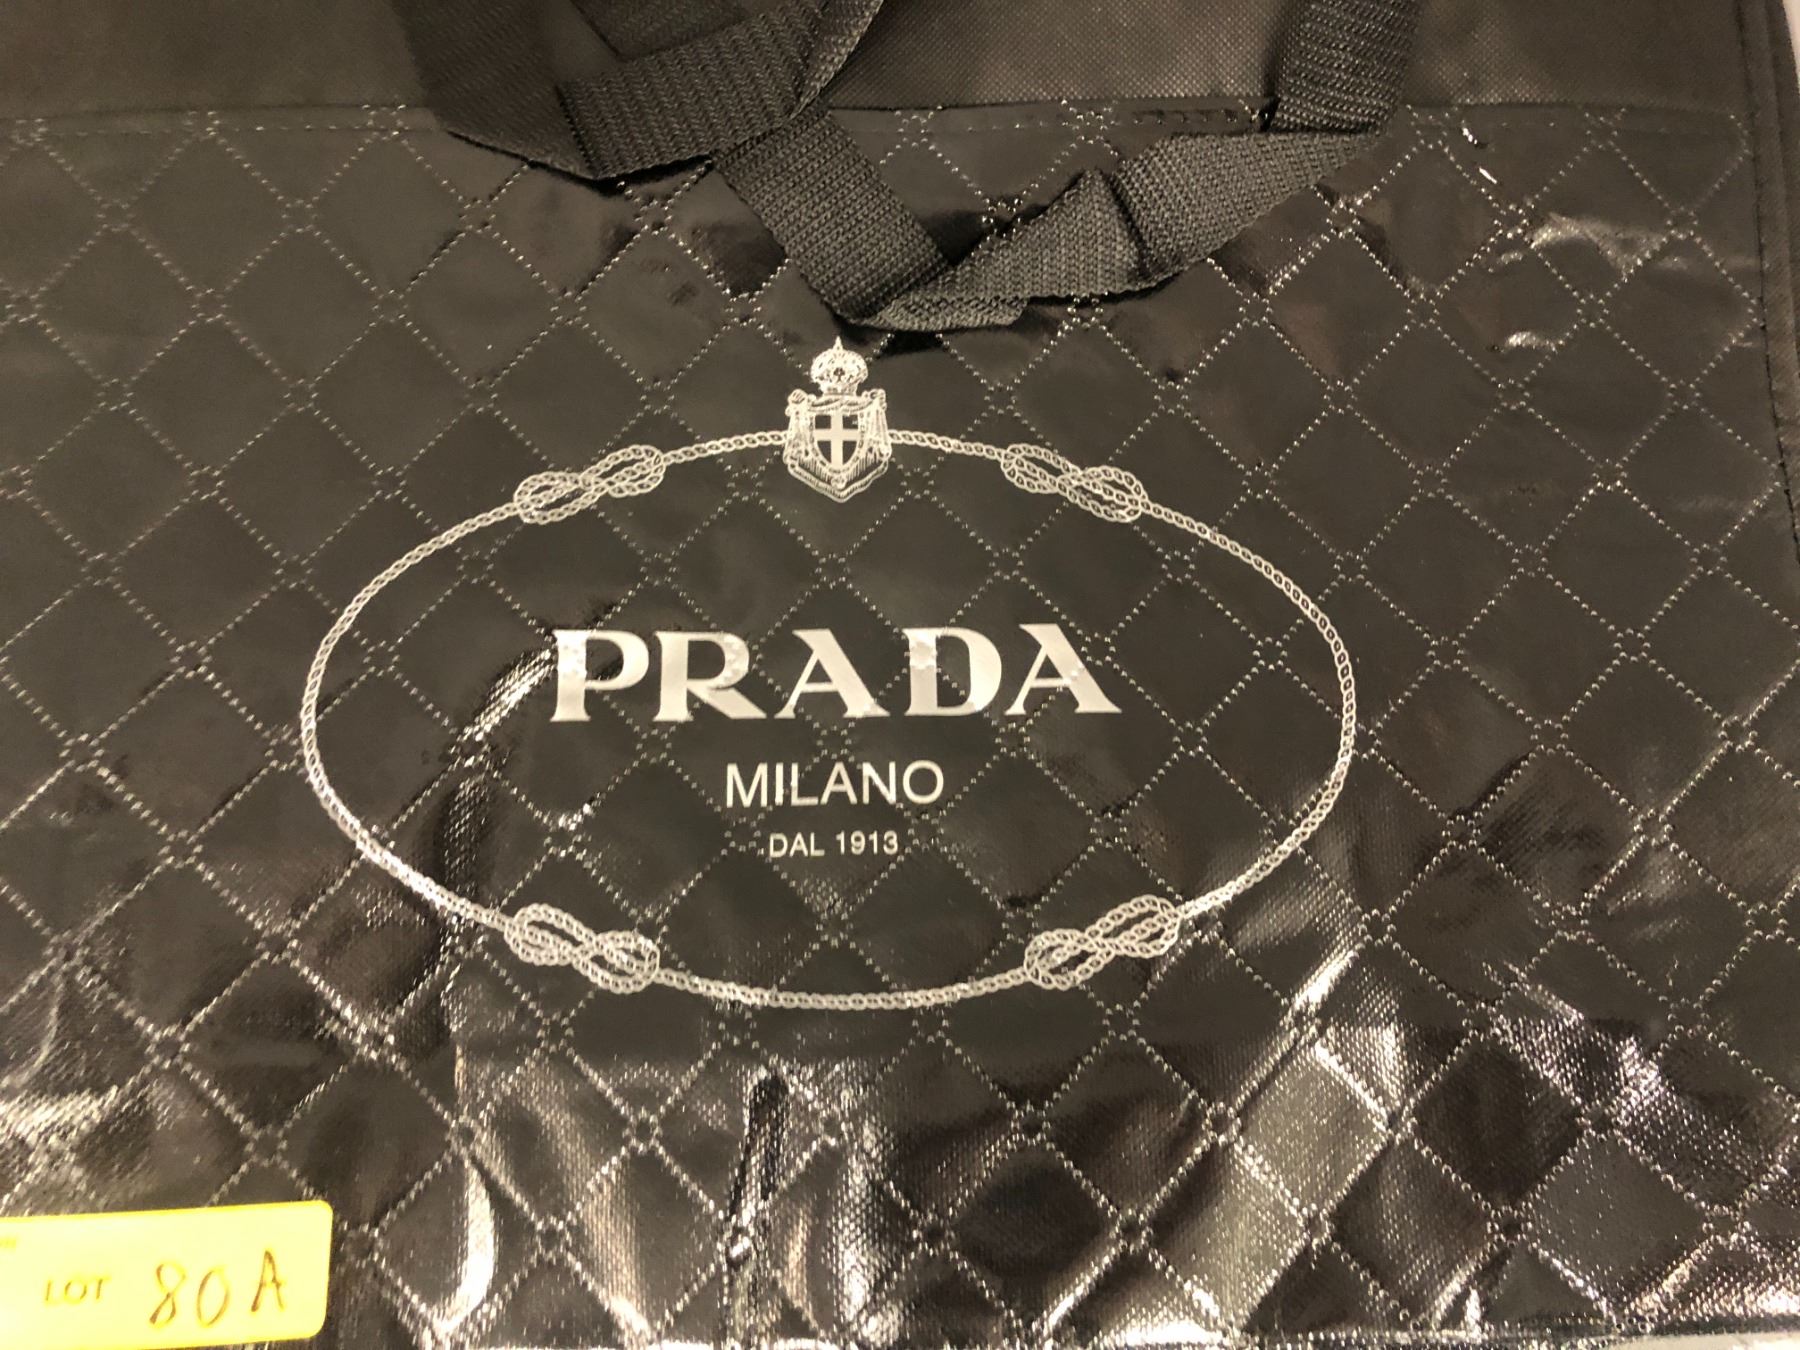 PRADA
MILANO
DAL 1913
LOT 80A